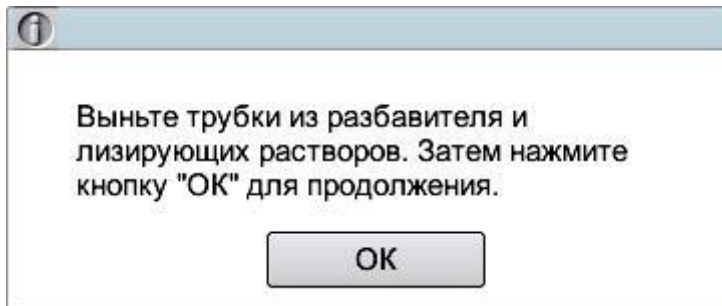 Выньте трубки из разбавителя и
лизирующих растворов. Затем нажмите
кнопку "ОК" для продолжения.
ОК